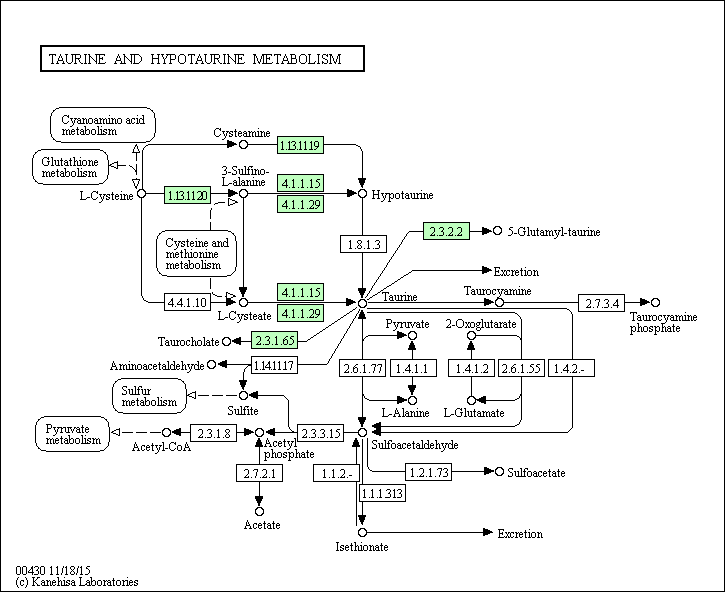 TAURINE AND HYPOTAURINE METABOLISM
Cyanoamino acid
metabolism
Glutathione
metabolism
Cysteamine
1.13.11.19
3-Sulfino-
L-alanine
4.1.1.15
4.1.1.29
L-Cysteine
1.13.11.20
Hypotaurine
Cysteine and
methionine
metabolism
1.8.1.3
2.3.2.2
5-Glutamyl-taurine
Excretion
4.4.1.10
L-Cysteate
4.1.1.15
4.1.1.29
Taurine
Taurocyamine
2.7.3.4
Taurocyamine
phosphate
Taurocholate
2.3.1.65
Pyruvate
2-Oxoglutarate
Aminoacetaldehyde
1.14.11.17
2.6.1.77
1.4.1.1
1.4.1.2
2.6.1.55
1.4.2.-
Sulfur
metabolism
Sulfite
L-Alanine
L-Glutamate
Pyruvate
metabolism
Acetyl-CoA
2.3.1.8
Acetyl
phosphate
2.3.3.15
Sulfoacetaldehyde
2.7.2.1
1.1.2.-
1.2.1.73
Sulfoacetate
1.1.1.313
Acetate
Isethionate
Excretion
00430 11/18/15
(c) Kanehisa Laboratories